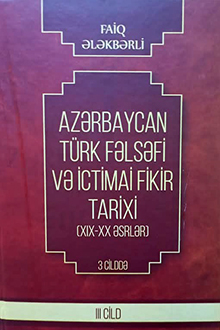 FAİQ
ƏLƏKBƏRLİ
AZƏRBAYCAN
TÜRK FƏLSƏFİ
VƏ İCTİMAİ FİKİR
TARİXİ
(XIX-XX ƏSRLƏR)
3 CİLDDƏ
III CİLD